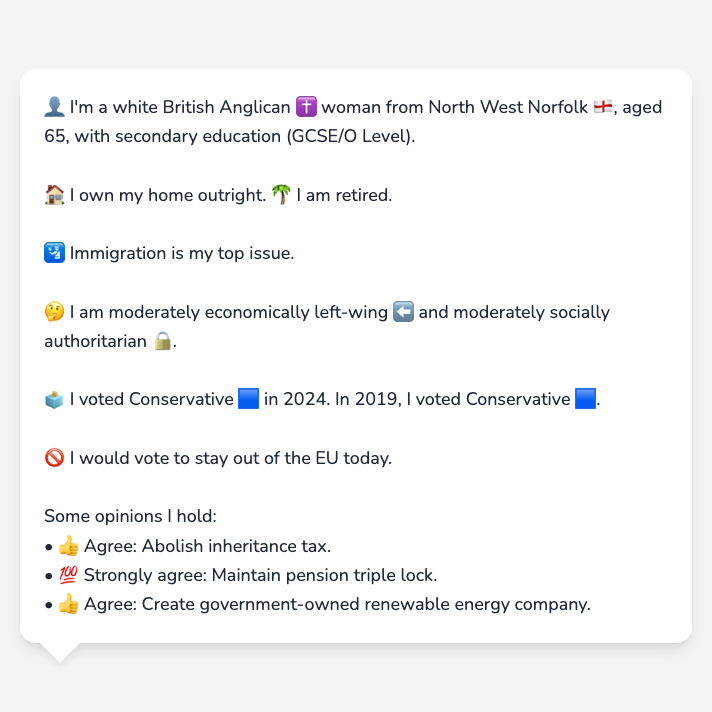 👤 I'm a white British Anglican ✝️ woman from North West Norfolk 🏴󠁧󠁢󠁥󠁮󠁧󠁿, aged
65, with secondary education (GCSE/O Level).
🏠 I own my home outright. 🌴 I am retired.
🛂 Immigration is my top issue.
🤔 I am moderately economically left-wing ⬅️ and moderately socially
authoritarian 🔒.
🗳️ I voted Conservative 🟦 in 2024. In 2019, I voted Conservative 🟦.
🚫 I would vote to stay out of the EU today.
Some opinions I hold:
• 👍 Agree: Abolish inheritance tax.
• 💯 Strongly agree: Maintain pension triple lock.
• 👍 Agree: Create government-owned renewable energy company.